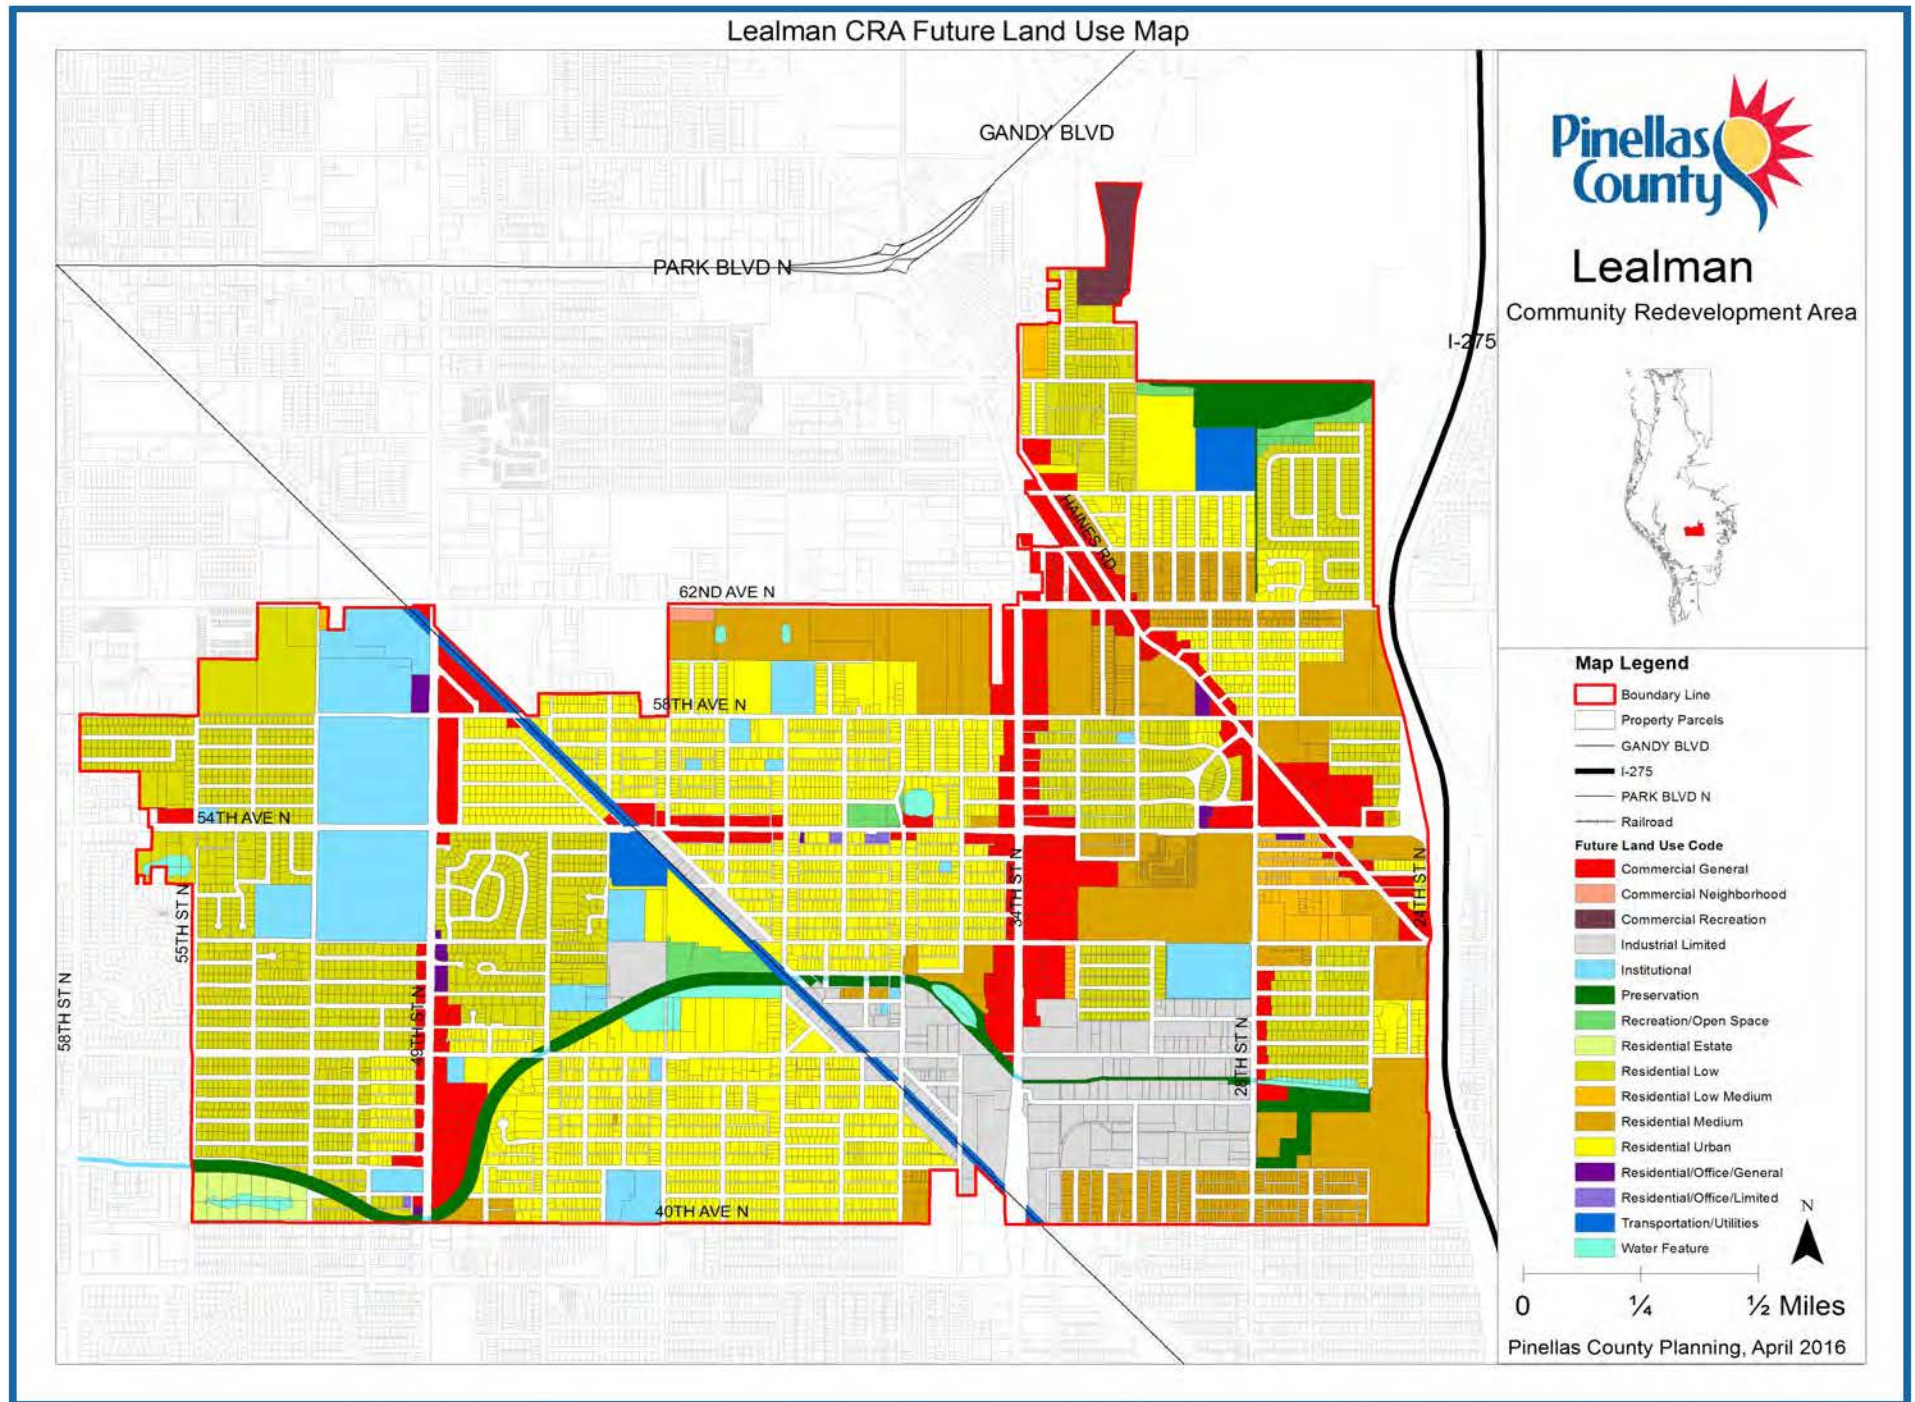 Lealman CRA Future Land Use Map
GANDY BLVD
PARK BLVD N
I-275
HAINES RD
62ND AVE N
58TH AVE N
54TH AVE N
55TH ST N
58TH ST N
49TH ST N
34TH ST N
28TH ST N
24TH ST N
40TH AVE N
Pinellas
County
Lealman
Community Redevelopment Area
Map Legend
Boundary Line
Property Parcels
GANDY BLVD
I-275
PARK BLVD N
Railroad
Future Land Use Code
Commercial General
Commercial Neighborhood
Commercial Recreation
Industrial Limited
Institutional
Preservation
Recreation/Open Space
Residential Estate
Residential Low
Residential Low Medium
Residential Medium
Residential Urban
Residential/Office/General
Residential/Office/Limited
Transportation/Utilities
Water Feature
N
0 ¼ ½ Miles
Pinellas County Planning, April 2016